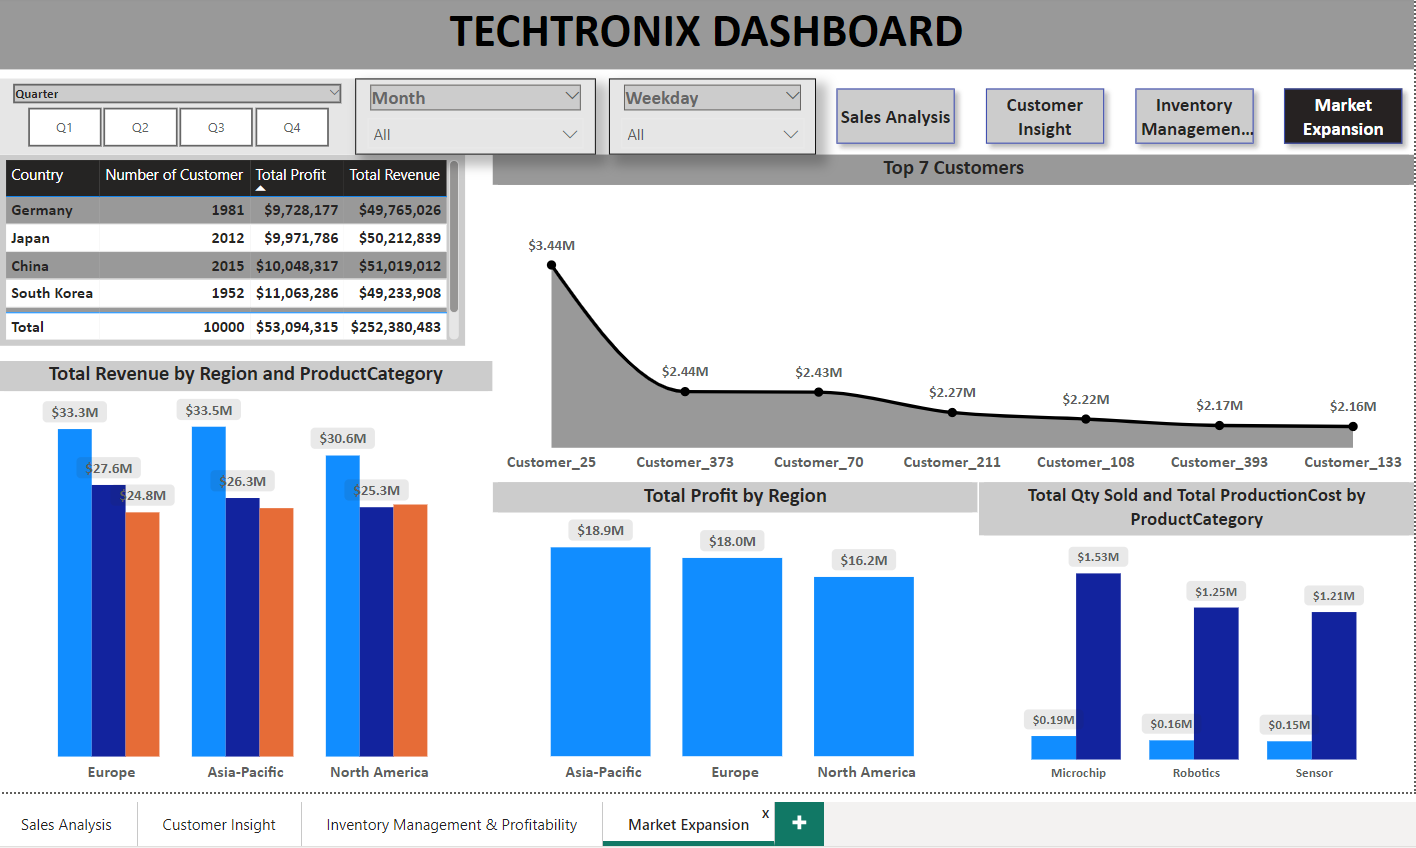 TECHTRONIX DASHBOARD
Quarter
Q1
Q2
Q3
Q4
Month
All
Weekday
All
Sales Analysis
Customer
Insight
Inventory
Managemen...
Market
Expansion
Country Number of Customer Total Profit Total Revenue
Germany 1981 $9,728,177 $49,765,026
Japan 2012 $9,971,786 $50,212,839
China 2015 $10,048,317 $51,019,012
South Korea 1952 $11,063,286 $49,233,908
Total 10000 $53,094,315 $252,380,483
Top 7 Customers
$3.44M
$2.44M
$2.43M
$2.27M
$2.22M
$2.17M
$2.16M
Customer_25
Customer_373
Customer_70
Customer_211
Customer_108
Customer_393
Customer_133
Total Revenue by Region and ProductCategory
$33.3M
$27.6M
$24.8M
$33.5M
$26.3M
$30.6M
$25.3M
Europe
Asia-Pacific
North America
Total Profit by Region
$18.9M
$18.0M
$16.2M
Asia-Pacific
Europe
North America
Total Qty Sold and Total ProductionCost by
ProductCategory
$1.53M
$1.25M
$1.21M
$0.19M
$0.16M
$0.15M
Microchip
Robotics
Sensor
Sales Analysis
Customer Insight
Inventory Management & Profitability
Market Expansion
x
+